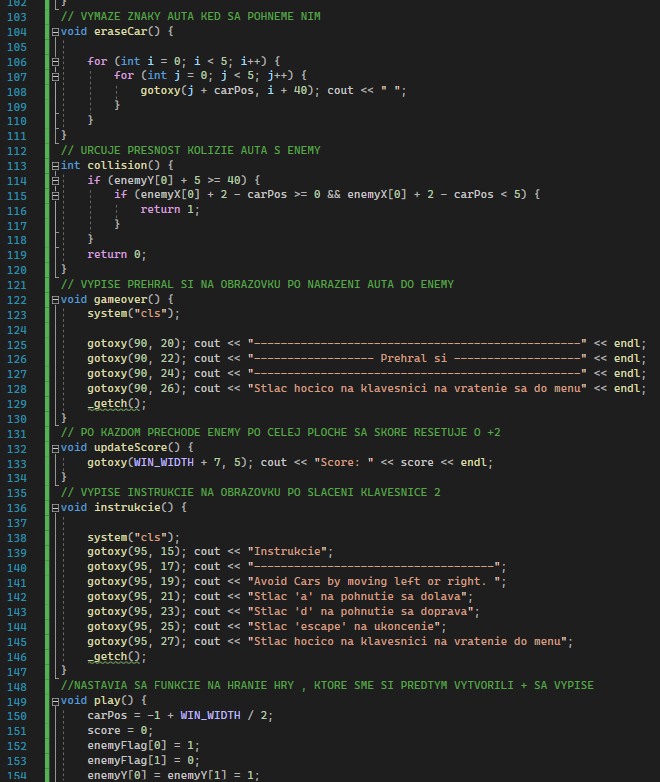 102 }
103 // VYMAZE ZNAKY AUTA KED SA POHNEME NIM
104 void eraseCar() {
105
106 for (int i = 0; i < 5; i++) {
107 for (int j = 0; j < 5; j++) {
108 gotoxy(j + carPos, i + 40); cout << " ";
109 }
110 }
111 }
112 // URCUJE PRESNOST KOLIZIE AUTA S ENEMY
113 int collision() {
114 if (enemyY[0] + 5 >= 40) {
115 if (enemyX[0] + 2 - carPos >= 0 && enemyX[0] + 2 - carPos < 5) {
116 return 1;
117 }
118 }
119 return 0;
120 }
121 // VYPISE PREHRAL SI NA OBRAZOVKU PO NARAZENI AUTA DO ENEMY
122 void gameover() {
123 system("cls");
124
125 gotoxy(90, 20); cout << "-------------------------------------------------" << endl;
126 gotoxy(90, 22); cout << "------------------ Prehral si -------------------" << endl;
127 gotoxy(90, 24); cout << "-------------------------------------------------" << endl;
128 gotoxy(90, 26); cout << "Stlac hocico na klavesnici na vratenie sa do menu" << endl;
129 _getch();
130 }
131 // PO KAZDOM PRECHODE ENEMY PO CELEJ PLOCHE SA SKORE RESETUJE O +2
132 void updateScore() {
133 gotoxy(WIN_WIDTH + 7, 5); cout << "Score: " << score << endl;
134 }
135 // VYPISE INSTRUKCIE NA OBRAZOVKU PO SLACENI KLAVESNICE 2
136 void instrukcie() {
137
138 system("cls");
139 gotoxy(95, 15); cout << "Instrukcie";
140 gotoxy(95, 17); cout << "------------------------------------";
141 gotoxy(95, 19); cout << "Avoid Cars by moving left or right. ";
142 gotoxy(95, 21); cout << "Stlac 'a' na pohnutie sa dolava";
143 gotoxy(95, 23); cout << "Stlac 'd' na pohnutie sa doprava";
144 gotoxy(95, 25); cout << "Stlac 'escape' na ukoncenie";
145 gotoxy(95, 27); cout << "Stlac hocico na klavesnici na vratenie do menu";
146 _getch();
147 }
148 //NASTAVIA SA FUNKCIE NA HRANIE HRY , KTORE SME SI PREDTYM VYTVORILI + SA VYPISE
149 void play() {
150 carPos = -1 + WIN_WIDTH / 2;
151 score = 0;
152 enemyFlag[0] = 1;
153 enemyFlag[1] = 0;
154 enemyY[0] = enemyY[1] = 1;